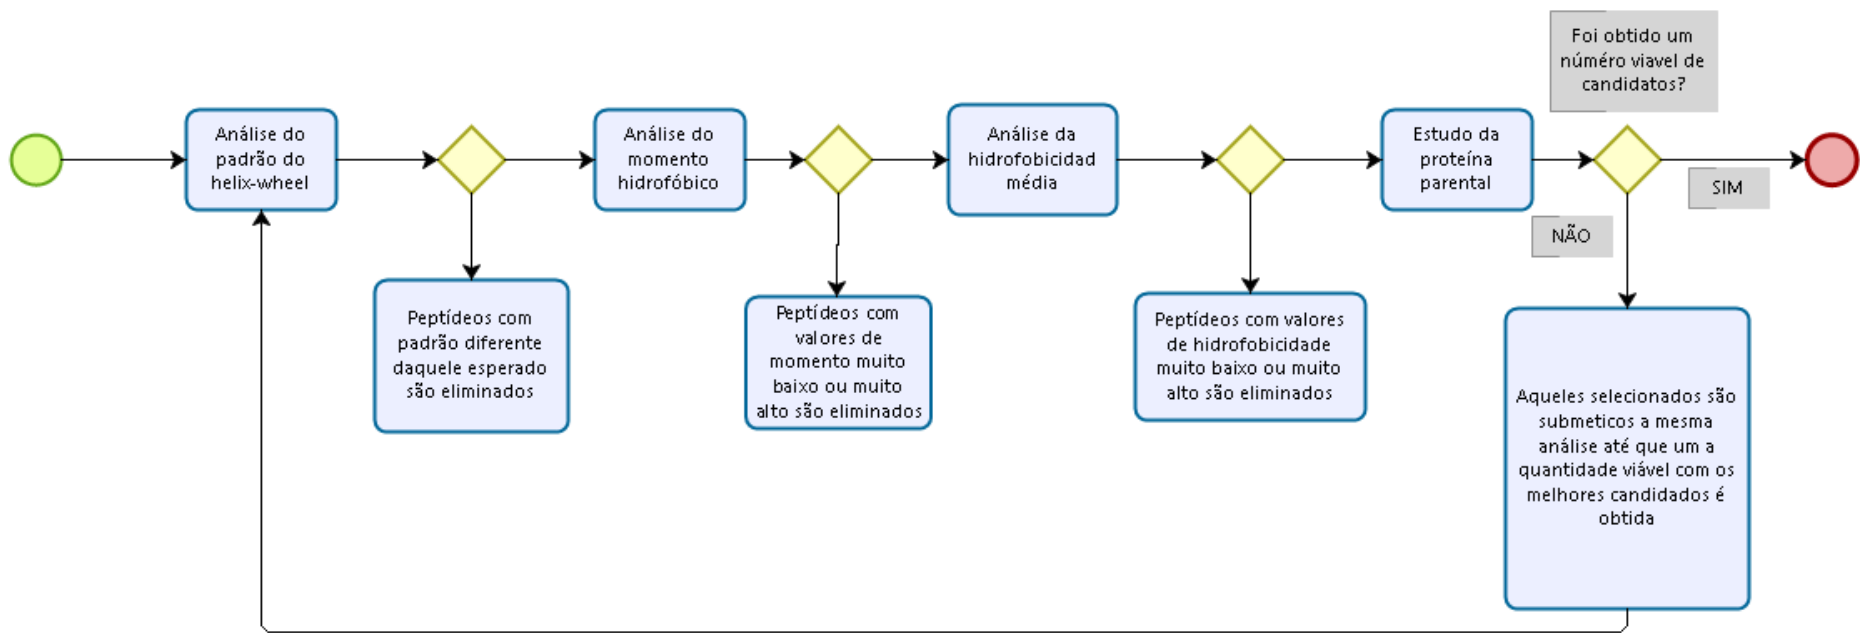 Análise do
padrão do
helix-wheel
Análise do
momento
hidrofóbico
Análise da
hidrofobicidad
média
Estudo da
proteína
parental
Foi obtido um
núméro viavel de
candidatos?
SIM
NÃO
Peptídeos com
padrão diferente
daquele esperado
são eliminados
Peptídeos com
valores de
momento muito
baixo ou muito
alto são eliminados
Peptídeos com valores
de hidrofobicidade
muito baixo ou muito
alto são eliminados
Aqueles selecionados são
submeticos a mesma
análise até que um a
quantidade viável com os
melhores candidados é
obtida